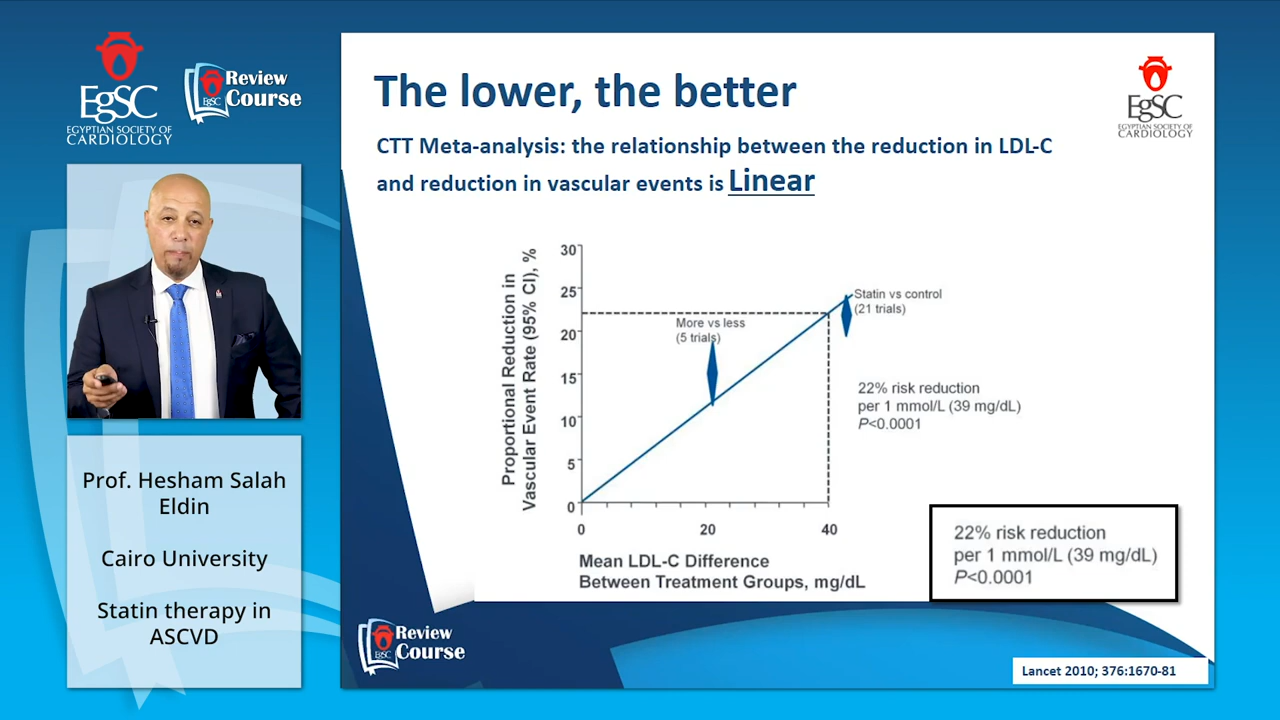 EgSC
EGYPTIAN SOCIETY OF
CARDIOLOGY
Review
Course
EgSC
Prof. Hesham Salah
Eldin
Cairo University
Statin therapy in
ASCVD
The lower, the better
EgSC
EGYPTIAN SOCIETY OF
CARDIOLOGY
CTT Meta-analysis: the relationship between the reduction in LDL-C
and reduction in vascular events is Linear
Proportional Reduction in
Vascular Event Rate (95% CI), %
30
25
20
15
10
5
0
0
20
40
More vs less
(5 trials)
Statin vs control
(21 trials)
22% risk reduction
per 1 mmol/L (39 mg/dL)
P<0.0001
Mean LDL-C Difference
Between Treatment Groups, mg/dL
22% risk reduction
per 1 mmol/L (39 mg/dL)
P<0.0001
Review
Course
EgSC
Lancet 2010; 376:1670-81